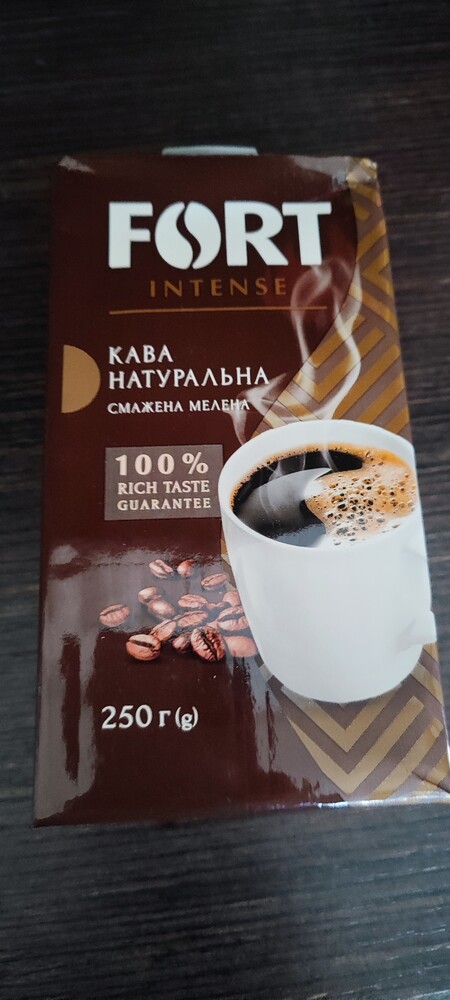 FORT
INTENSE
КАВА
НАТУРАЛЬНА
СМАЖЕНА МЕЛЕНА
100%
RICH TASTE
GUARANTEE
250 г (g)